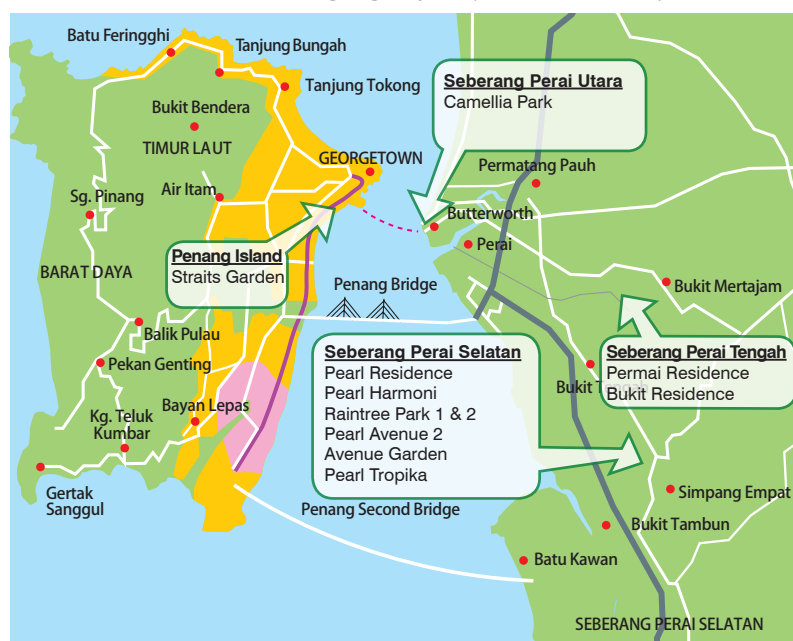 Batu Feringghi
Tanjung Bungah
Tanjung Tokong
Bukit Bendera
TIMUR LAUT
GEORGETOWN
Air Itam
Sg. Pinang
BARAT DAYA
Penang Island
Straits Garden
Seberang Perai Utara
Camellia Park
Permatang Pauh
Butterworth
Perai
Penang Bridge
Bukit Mertajam
Balik Pulau
Pekan Genting
Kg. Teluk
Kumbar
Bayan Lepas
Gertak
Sanggul
Seberang Perai Selatan
Pearl Residence
Pearl Harmoni
Raintree Park 1 & 2
Pearl Avenue 2
Avenue Garden
Pearl Tropika
Seberang Perai Tengah
Permai Residence
Bukit Residence
Bukit Tengah
Simpang Empat
Bukit Tambun
Penang Second Bridge
Batu Kawan
SEBERANG PERAI SELATAN